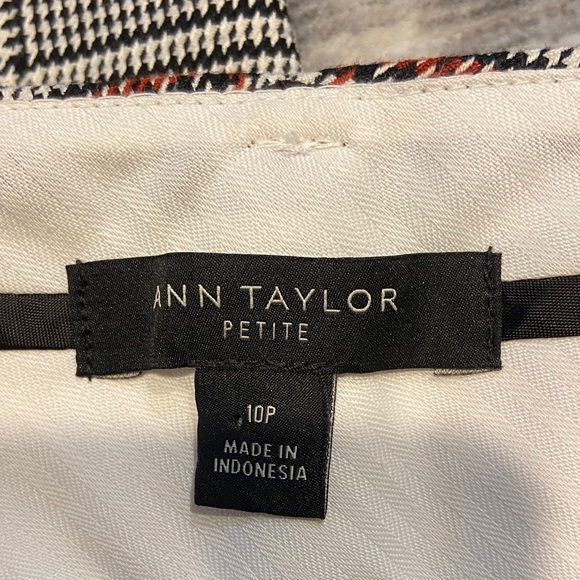 ANN TAYLOR
PETITE
10P
MADE IN
INDONESIA